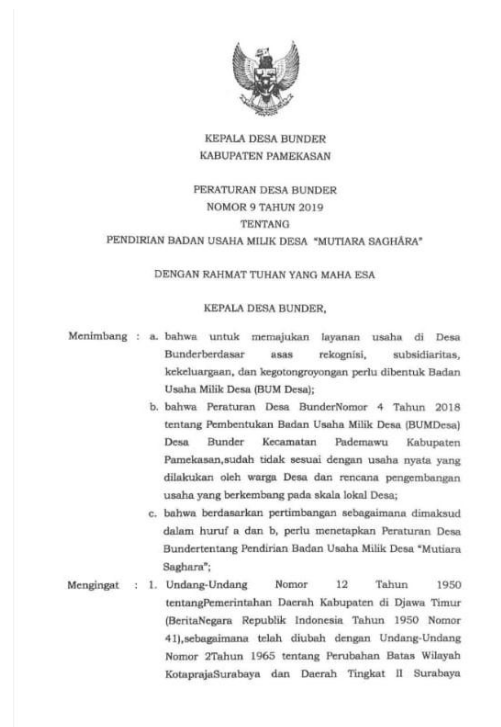 KEPALA DESA BUNDER
KABUPATEN PAMEKASAN
PERATURAN DESA BUNDER
NOMOR 9 TAHUN 2019
TENTANG
PENDIRIAN BADAN USAHA MILIK DESA "MUTIARA SAGHÂRA"
DENGAN RAHMAT TUHAN YANG MAHA ESA
KEPALA DESA BUNDER,
Menimbang : a. bahwa untuk memajukan layanan usaha di Desa
Bunderberdasar asas rekognisi, subsidiaritas,
kekeluargaan, dan kegotongroyongan perlu dibentuk Badan
Usaha Milik Desa (BUM Desa);
b. bahwa Peraturan Desa BunderNomor 4 Tahun 2018
tentang Pembentukan Badan Usaha Milik Desa (BUMDesa)
Desa Bunder Kecamatan Pademawu Kabupaten
Pamekasan,sudah tidak sesuai dengan usaha nyata yang
dilakukan oleh warga Desa dan rencana pengembangan
usaha yang berkembang pada skala lokal Desa;
c. bahwa berdasarkan pertimbangan sebagaimana dimaksud
dalam huruf a dan b, perlu menetapkan Peraturan Desa
Bundertentang Pendirian Badan Usaha Milik Desa "Mutiara
Saghara";
Mengingat : 1. Undang-Undang Nomor 12 Tahun 1950
tentangPemerintahan Daerah Kabupaten di Djawa Timur
(BeritaNegara Republik Indonesia Tahun 1950 Nomor
41),sebagaimana telah diubah dengan Undang-Undang
Nomor 2Tahun 1965 tentang Perubahan Batas Wilayah
KotaprajaSurabaya dan Daerah Tingkat II Surabaya